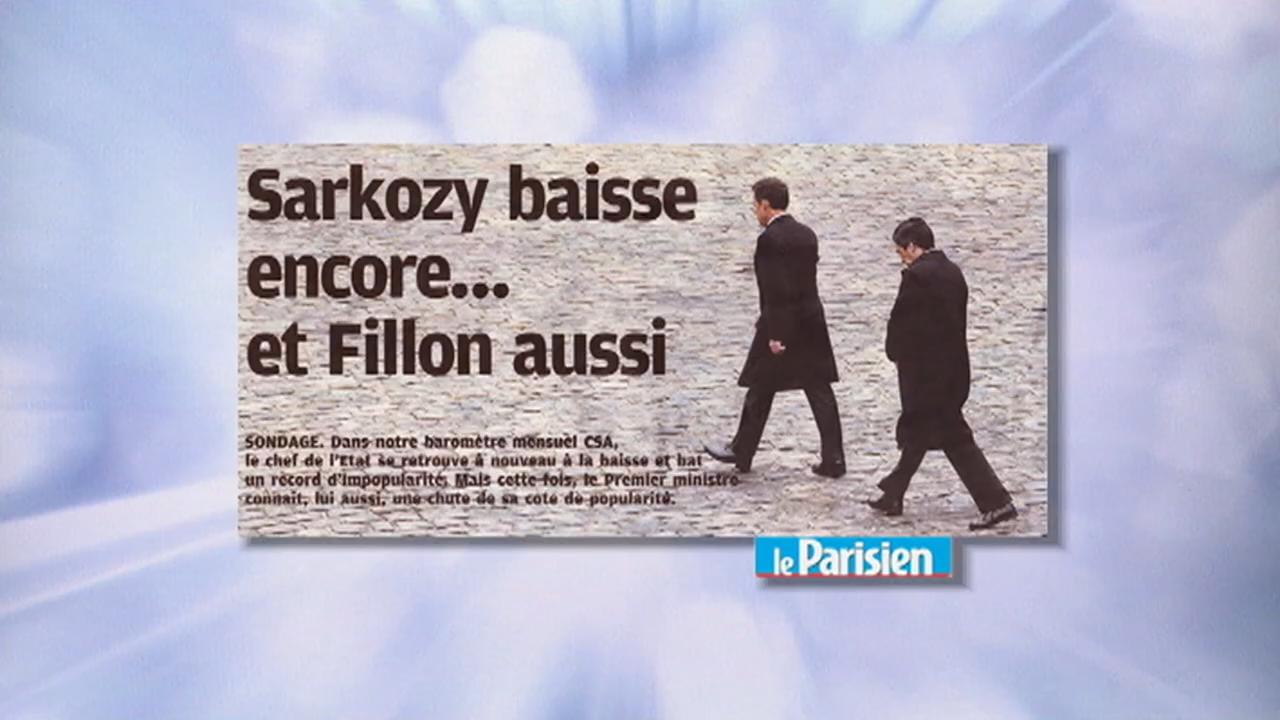 Sarkozy baisse
encore...
et Fillon aussi
SONDAGE. Dans notre baromètre mensuel CSA,
le chef de l'Etat se retrouve à nouveau à la baisse et bat
un record d'impopularité. Mais cette fois, le Premier ministre
connaît, lui aussi, une chute de sa cote de popularité.
le Parisien